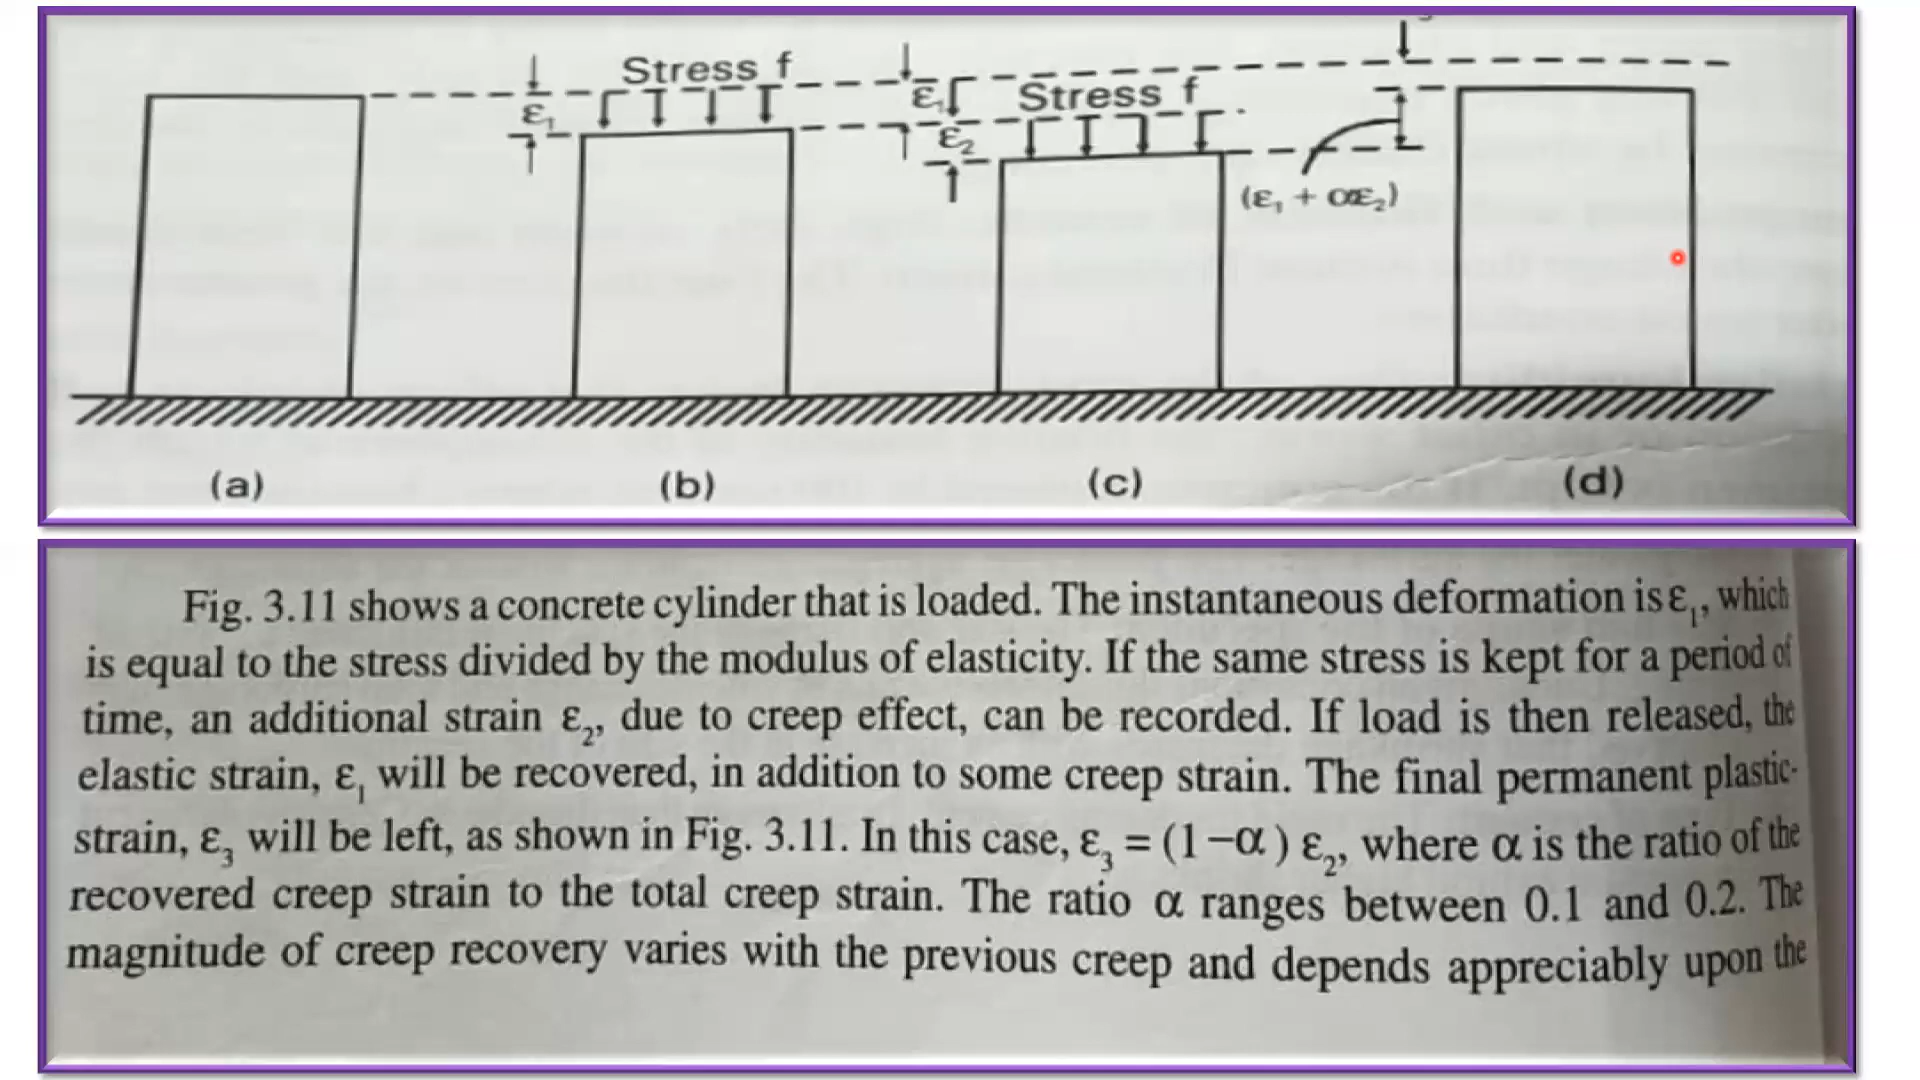 Stress f
Stress f
ε₁
ε₁
ε₂
(ε₁ + αε₂)
(a) (b) (c) (d)
Fig. 3.11 shows a concrete cylinder that is loaded. The instantaneous deformation is ε₁, which
is equal to the stress divided by the modulus of elasticity. If the same stress is kept for a period of
time, an additional strain ε₂, due to creep effect, can be recorded. If load is then released, the
elastic strain, ε₁ will be recovered, in addition to some creep strain. The final permanent plastic-
strain, ε₃ will be left, as shown in Fig. 3.11. In this case, ε₃ = (1−α) ε₂, where α is the ratio of the
recovered creep strain to the total creep strain. The ratio α ranges between 0.1 and 0.2. The
magnitude of creep recovery varies with the previous creep and depends appreciably upon the